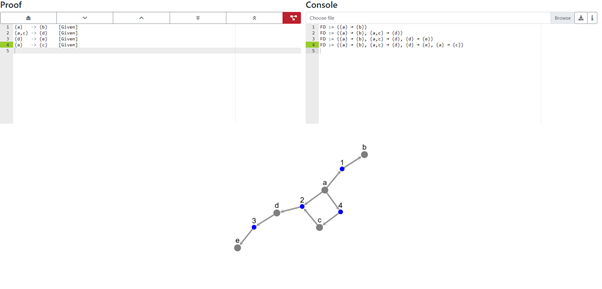 Proof
1 (a) -> (b) [Given]
2 (a,c) -> (d) [Given]
3 (d) -> (e) [Given]
4 (a) -> (c) [Given]
5
Console
Choose file
Browse
1 FD := ((a) → (b))
2 FD := ((a) → (b), (a,c) → (d))
3 FD := ((a) → (b), (a,c) → (d), (d) → (e))
4 FD := ((a) → (b), (a,c) → (d), (d) → (e), (a) → (c))
5
b
1
a
d
2
4
c
3
e